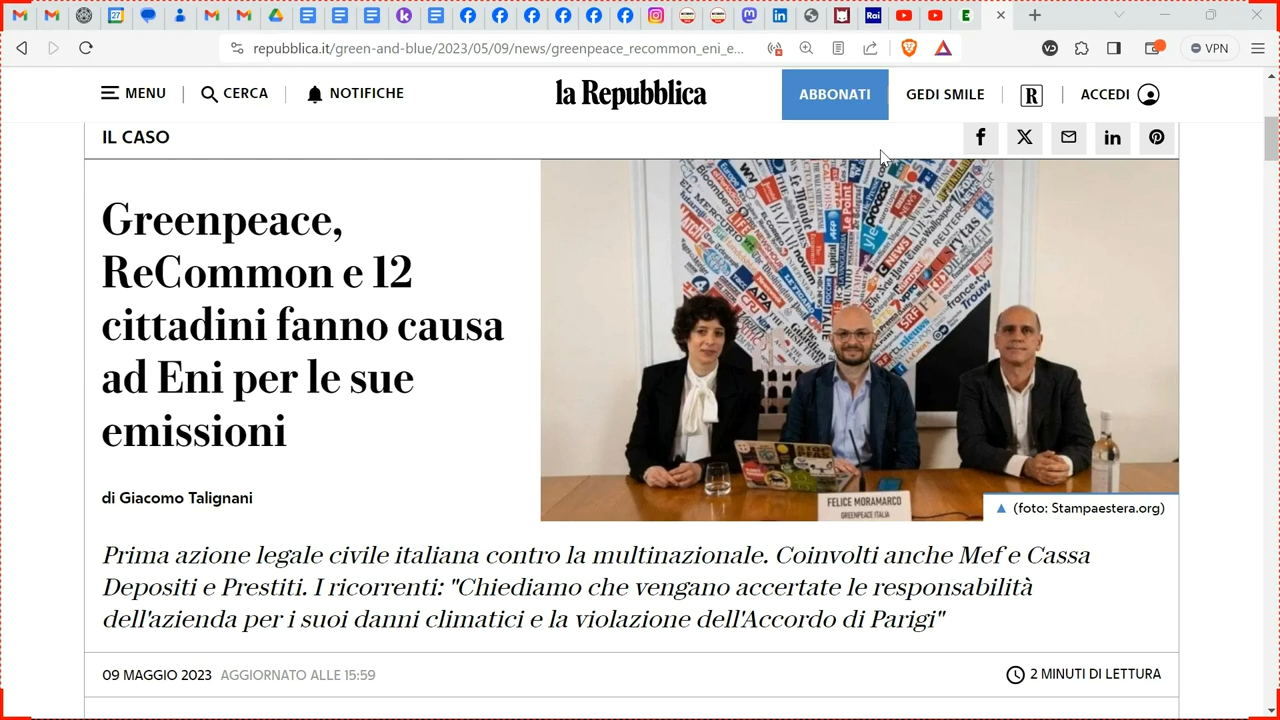 repubblica.it/green-and-blue/2023/05/09/news/greenpeace_recommon_eni_e...
VPN
MENU
CERCA
NOTIFICHE
la Repubblica
ABBONATI
GEDI SMILE
R
ACCEDI
IL CASO
Greenpeace,
ReCommon e 12
cittadini fanno causa
ad Eni per le sue
emissioni
di Giacomo Talignani
FELICE MORAMARCO
GREENPEACE ITALIA
(foto: Stampaestera.org)
Prima azione legale civile italiana contro la multinazionale. Coinvolti anche Mef e Cassa
Depositi e Prestiti. I ricorrenti: "Chiediamo che vengano accertate le responsabilità
dell'azienda per i suoi danni climatici e la violazione dell'Accordo di Parigi"
09 MAGGIO 2023 AGGIORNATO ALLE 15:59
2 MINUTI DI LETTURA